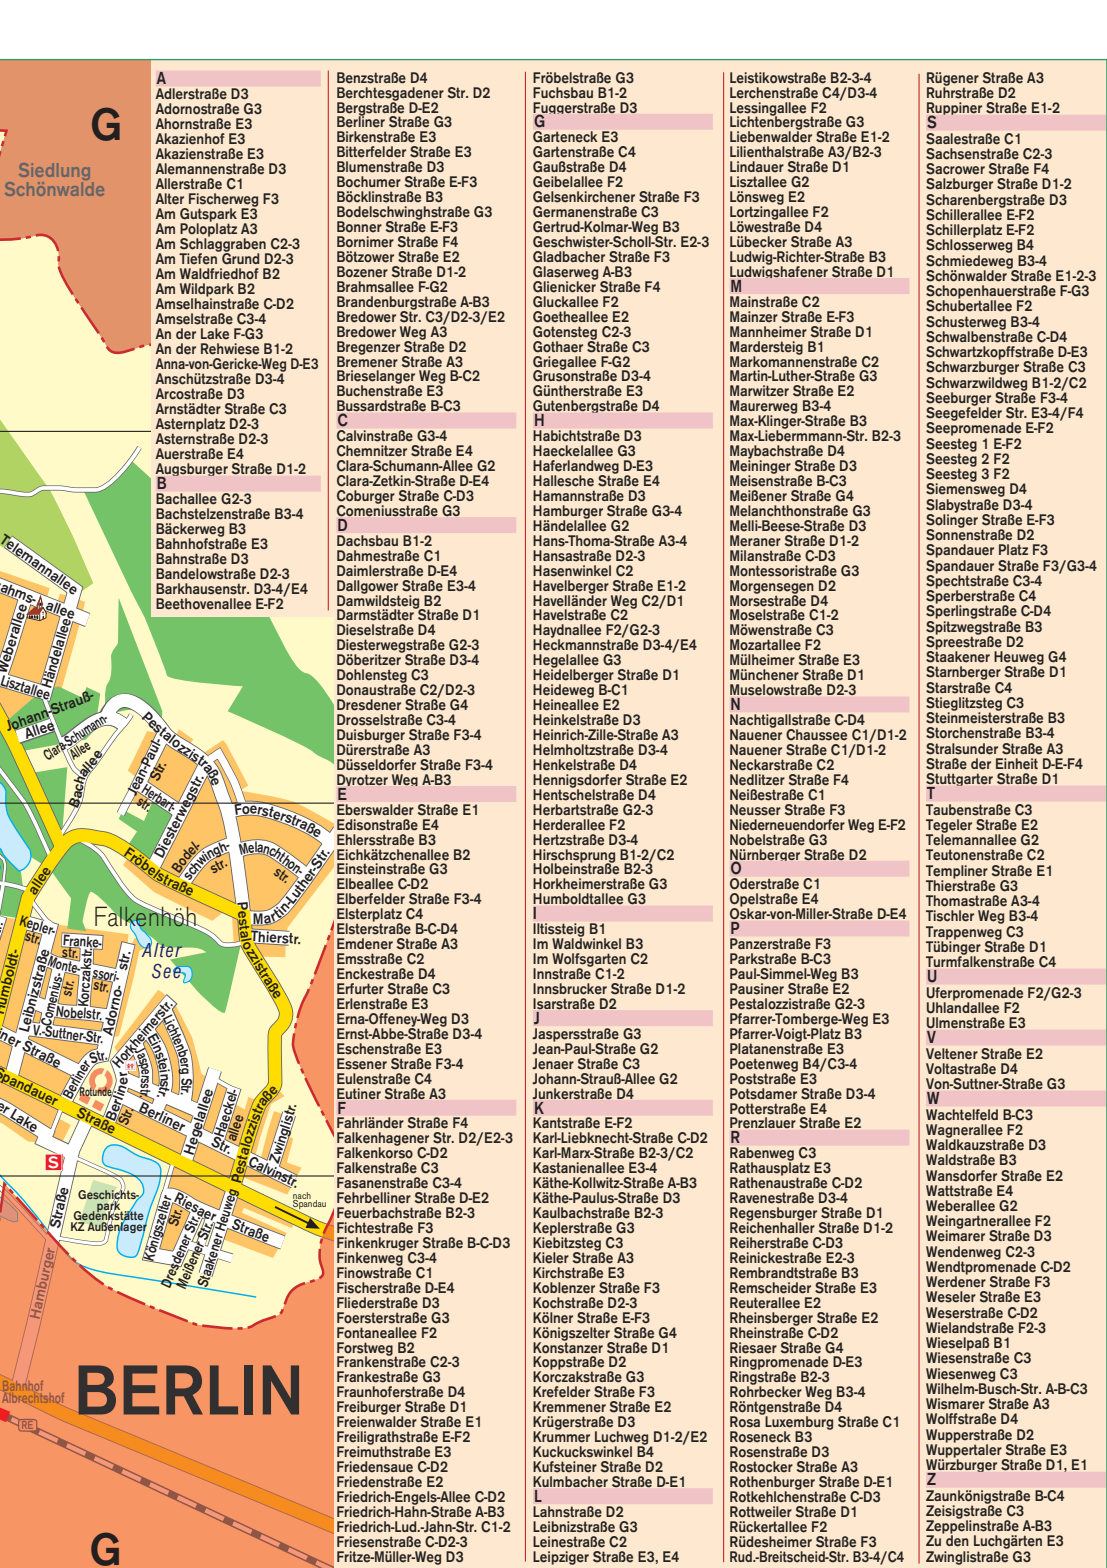 G
Siedlung
Schönwalde
Telemannallee
Weberallee
Händelallee
Lisztallee
Johann-Strauß-
Allee
Clara-Schumann-
Allee
Bachallee
Pestalozzistraße
Jean-Paul-
Str.
Herbart-
str.
Diesterwegstr.
Foersterstraße
Bodel-
schwingh-
str.
Melanchthon-
str.
Martin-Luther-Str.
Fröbelstraße
allee
Humboldt-
Falkenhöh
Thierstr.
Pestalozzistraße
Alter
See
Kepler-
str.
Franke-
str.
Monte-
ssori-
str.
Leibnizstraße
Comenius-
str.
Korczakstr.
Adorno-
str.
Nobelstr.
V.-Suttner-Str.
Horkheimerstr.
Lichtenberg Str.
Einsteinstr.
Jasperstr.
Berliner Str.
Rotunde
Berliner
Str.
Spandauer
Straße
Berliner
Str.
Hegelallee
Haeckel-
allee
Pestalozzistraße
Zwinglistr.
Calvinstr.
er Lake
S
Straße
Geschichts-
park
Gedenkstätte
KZ Außenlager
Königszelter
Str.
Riesaer
Straße
Dresdener Str.
Meißener Str.
Staakener Heuweg
nach
Spandau
Hamburger
BERLIN
Bahnhof
Albrechtshof
RE
G
A
Adlerstraße D3
Adornostraße G3
Ahornstraße E3
Akazienhof E3
Akazienstraße E3
Alemannenstraße D3
Allerstraße C1
Alter Fischerweg F3
Am Gutspark E3
Am Poloplatz A3
Am Schlaggraben C2-3
Am Tiefen Grund D2-3
Am Waldfriedhof B2
Am Wildpark B2
Amselhainstraße C-D2
Amselstraße C3-4
An der Lake F-G3
An der Rehwiese B1-2
Anna-von-Gericke-Weg D-E3
Anschützstraße D3-4
Arcostraße D3
Arnstädter Straße C3
Asternplatz D2-3
Asternstraße D2-3
Auerstraße E4
Augsburger Straße D1-2
B
Bachallee G2-3
Bachstelzenstraße B3-4
Bäckerweg B3
Bahnhofstraße E3
Bahnstraße D3
Bandelowstraße D2-3
Barkhausenstr. D3-4/E4
Beethovenallee E-F2
Benzstraße D4
Berchtesgadener Str. D2
Bergstraße D-E2
Berliner Straße G3
Birkenstraße E3
Bitterfelder Straße E3
Blumenstraße D3
Bochumer Straße E-F3
Böcklinstraße B3
Bodelschwinghstraße G3
Bonner Straße E-F3
Bornimer Straße F4
Bötzower Straße E2
Bozener Straße D1-2
Brahmsallee F-G2
Brandenburgstraße A-B3
Bredower Str. C3/D2-3/E2
Bredower Weg A3
Bregenzer Straße D2
Bremener Straße A3
Brieselanger Weg B-C2
Buchenstraße E3
Bussardstraße B-C3
C
Calvinstraße G3-4
Chemnitzer Straße E4
Clara-Schumann-Allee G2
Clara-Zetkin-Straße D-E4
Coburger Straße C-D3
Comeniusstraße G3
D
Dachsbau B1-2
Dahmestraße C1
Daimlerstraße D-E4
Dallgower Straße E3-4
Damwildsteig B2
Darmstädter Straße D1
Dieselstraße D4
Diesterwegstraße G2-3
Döberitzer Straße D3-4
Dohlensteg C3
Donaustraße C2/D2-3
Dresdener Straße G4
Drosselstraße C3-4
Duisburger Straße F3-4
Dürerstraße A3
Düsseldorfer Straße F3-4
Dyrotzer Weg A-B3
E
Eberswalder Straße E1
Edisonstraße E4
Ehlersstraße B3
Eichkätzchenallee B2
Einsteinstraße G3
Elbeallee C-D2
Elberfelder Straße F3-4
Elsterplatz C4
Elsterstraße B-C-D4
Emdener Straße A3
Emsstraße C2
Enckestraße D4
Erfurter Straße C3
Erlenstraße E3
Erna-Offeney-Weg D3
Ernst-Abbe-Straße D3-4
Eschenstraße E3
Essener Straße F3-4
Eulenstraße C4
Eutiner Straße A3
F
Fahrländer Straße F4
Falkenhagener Str. D2/E2-3
Falkenkorso C-D2
Falkenstraße C3
Fasanenstraße C3-4
Fehrbelliner Straße D-E2
Feuerbachstraße B2-3
Fichtestraße F3
Finkenkruger Straße B-C-D3
Finkenweg C3-4
Finowstraße C1
Fischerstraße D-E4
Fliederstraße D3
Foersterstraße G3
Fontaneallee F2
Forstweg B2
Frankenstraße C2-3
Frankestraße G3
Fraunhoferstraße D4
Freiburger Straße D1
Freienwalder Straße E1
Freiligrathstraße E-F2
Freimuthstraße E3
Friedensaue C-D2
Friedenstraße E2
Friedrich-Engels-Allee C-D2
Friedrich-Hahn-Straße A-B3
Friedrich-Lud.-Jahn-Str. C1-2
Friesenstraße C-D2-3
Fritze-Müller-Weg D3
Fröbelstraße G3
Fuchsbau B1-2
Fuggerstraße D3
G
Garteneck E3
Gartenstraße C4
Gaußstraße D4
Geibelallee F2
Gelsenkirchener Straße F3
Germanenstraße C3
Gertrud-Kolmar-Weg B3
Geschwister-Scholl-Str. E2-3
Gladbacher Straße F3
Glaserweg A-B3
Glienicker Straße F4
Gluckallee F2
Goetheallee E2
Gotensteg C2-3
Gothaer Straße C3
Griegallee F-G2
Grusonstraße D3-4
Güntherstraße E3
Gutenbergstraße D4
H
Habichtstraße D3
Haeckelallee G3
Haferlandweg D-E3
Hallesche Straße E4
Hamannstraße D3
Hamburger Straße G3-4
Händelallee G2
Hans-Thoma-Straße A3-4
Hansastraße D2-3
Hasenwinkel C2
Havelberger Straße E1-2
Havelländer Weg C2/D1
Havelstraße C2
Haydnallee F2/G2-3
Heckmannstraße D3-4/E4
Hegelallee G3
Heidelberger Straße D1
Heideweg B-C1
Heineallee E2
Heinkelstraße D3
Heinrich-Zille-Straße A3
Helmholtzstraße D3-4
Henkelstraße D4
Hennigsdorfer Straße E2
Hentschelstraße D4
Herbartstraße G2-3
Herderallee F2
Hertzstraße D3-4
Hirschsprung B1-2/C2
Holbeinstraße B2-3
Horkheimerstraße G3
Humboldtallee G3
I
Iltissteig B1
Im Waldwinkel B3
Im Wolfsgarten C2
Innstraße C1-2
Innsbrucker Straße D1-2
Isarstraße D2
J
Jaspersstraße G3
Jean-Paul-Straße G2
Jenaer Straße C3
Johann-Strauß-Allee G2
Junkerstraße D4
K
Kantstraße E-F2
Karl-Liebknecht-Straße C-D2
Karl-Marx-Straße B2-3/C2
Kastanienallee E3-4
Käthe-Kollwitz-Straße A-B3
Käthe-Paulus-Straße D3
Kaulbachstraße B2-3
Keplerstraße G3
Kiebitzsteg C3
Kieler Straße A3
Kirchstraße E3
Koblenzer Straße F3
Kochstraße D2-3
Kölner Straße E-F3
Königszelter Straße G4
Konstanzer Straße D1
Koppstraße D2
Korczakstraße G3
Krefelder Straße F3
Kremmener Straße E2
Krügerstraße D3
Krummer Luchweg D1-2/E2
Kuckuckswinkel B4
Kufsteiner Straße D2
Kulmbacher Straße D-E1
L
Lahnstraße D2
Leibnizstraße G3
Leinestraße C2
Leipziger Straße E3, E4
Leistikowstraße B2-3-4
Lerchenstraße C4/D3-4
Lessingallee F2
Lichtenbergstraße G3
Liebenwalder Straße E1-2
Lilienthalstraße A3/B2-3
Lindauer Straße D1
Lisztallee G2
Lönsweg E2
Lortzingallee F2
Löwestraße D4
Lübecker Straße A3
Ludwig-Richter-Straße B3
Ludwigshafener Straße D1
M
Mainstraße C2
Mainzer Straße E-F3
Mannheimer Straße D1
Mardersteig B1
Markomannenstraße C2
Martin-Luther-Straße G3
Marwitzer Straße E2
Maurerweg B3-4
Max-Klinger-Straße B3
Max-Liebermmann-Str. B2-3
Maybachstraße D4
Meininger Straße D3
Meisenstraße B-C3
Meißener Straße G4
Melanchthonstraße G3
Melli-Beese-Straße D3
Meraner Straße D1-2
Milanstraße C-D3
Montessoristraße G3
Morgensegen D2
Morsestraße D4
Moselstraße C1-2
Möwenstraße C3
Mozartallee F2
Mülheimer Straße E3
Münchener Straße D1
Muselowstraße D2-3
N
Nachtigallstraße C-D4
Nauener Chaussee C1/D1-2
Nauener Straße C1/D1-2
Neckarstraße C2
Nedlitzer Straße F4
Neißestraße C1
Neusser Straße F3
Niederneuendorfer Weg E-F2
Nobelstraße G3
Nürnberger Straße D2
O
Oderstraße C1
Opelstraße E4
Oskar-von-Miller-Straße D-E4
P
Panzerstraße F3
Parkstraße B-C3
Paul-Simmel-Weg B3
Pausiner Straße E2
Pestalozzistraße G2-3
Pfarrer-Tomberge-Weg E3
Pfarrer-Voigt-Platz B3
Platanenstraße E3
Poetenweg B4/C3-4
Poststraße E3
Potsdamer Straße D3-4
Potterstraße E4
Prenzlauer Straße E2
R
Rabenweg C3
Rathausplatz E3
Rathenaustraße C-D2
Ravenestraße D3-4
Regensburger Straße D1
Reichenhaller Straße D1-2
Reiherstraße C-D3
Reinickestraße E2-3
Rembrandtstraße B3
Remscheider Straße E3
Reuterallee E2
Rheinsberger Straße E2
Rheinstraße C-D2
Riesaer Straße G4
Ringpromenade D-E3
Ringstraße B2-3
Rohrbecker Weg B3-4
Röntgenstraße D4
Rosa Luxemburg Straße C1
Roseneck B3
Rosenstraße D3
Rostocker Straße A3
Rothenburger Straße D-E1
Rotkehlchenstraße C-D3
Rottweiler Straße D1
Rückertallee F2
Rüdesheimer Straße F3
Rud.-Breitscheid-Str. B3-4/C4
Rügener Straße A3
Ruhrstraße D2
Ruppiner Straße E1-2
S
Saalestraße C1
Sachsenstraße C2-3
Sacrower Straße F4
Salzburger Straße D1-2
Scharenbergstraße D3
Schillerallee E-F2
Schillerplatz E-F2
Schlosserweg B4
Schmiedeweg B3-4
Schönwalder Straße E1-2-3
Schopenhauerstraße F-G3
Schubertallee F2
Schusterweg B3-4
Schwalbenstraße C-D4
Schwartzkopffstraße D-E3
Schwarzburger Straße C3
Schwarzwildweg B1-2/C2
Seeburger Straße F3-4
Seegefelder Str. E3-4/F4
Seepromenade E-F2
Seesteg 1 E-F2
Seesteg 2 F2
Seesteg 3 F2
Siemensweg D4
Slabystraße D3-4
Solinger Straße E-F3
Sonnenstraße D2
Spandauer Platz F3
Spandauer Straße F3/G3-4
Spechtstraße C3-4
Sperberstraße C4
Sperlingstraße C-D4
Spitzwegstraße B3
Spreestraße D2
Staakener Heuweg G4
Starnberger Straße D1
Starstraße C4
Stieglitzsteg C3
Steinmeisterstraße B3
Storchenstraße B3-4
Stralsunder Straße A3
Straße der Einheit D-E-F4
Stuttgarter Straße D1
T
Taubenstraße C3
Tegeler Straße E2
Telemannallee G2
Teutonenstraße C2
Templiner Straße E1
Thierstraße G3
Thomastraße A3-4
Tischler Weg B3-4
Trappenweg C3
Tübinger Straße D1
Turmfalkenstraße C4
U
Uferpromenade F2/G2-3
Uhlandallee F2
Ulmenstraße E3
V
Veltener Straße E2
Voltastraße D4
Von-Suttner-Straße G3
W
Wachtelfeld B-C3
Wagnerallee F2
Waldkauzstraße D3
Waldstraße B3
Wansdorfer Straße E2
Wattstraße E4
Weberallee G2
Weingartnerallee F2
Weimarer Straße D3
Wendenweg C2-3
Wendtpromenade C-D2
Werdener Straße F3
Weseler Straße E3
Weserstraße C-D2
Wielandstraße F2-3
Wieselpaß B1
Wiesenstraße C3
Wiesenweg C3
Wilhelm-Busch-Str. A-B-C3
Wismarer Straße A3
Wolffstraße D4
Wupperstraße D2
Wuppertaler Straße E3
Würzburger Straße D1, E1
Z
Zaunkönigstraße B-C4
Zeisigstraße C3
Zeppelinstraße A-B3
Zu den Luchgärten E3
Zwinglistraße G3